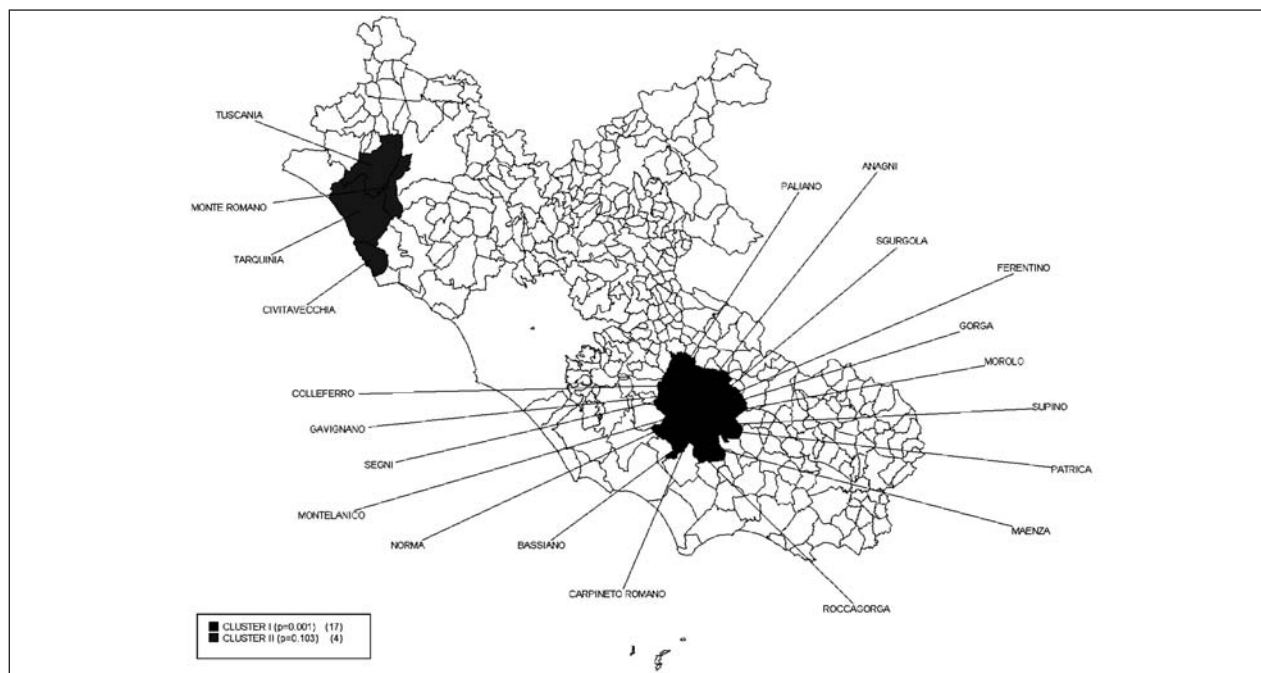 TUSCANIA
MONTE ROMANO
TARQUINIA
CIVITAVECCHIA
PALIANO
ANAGNI
SGURGOLA
FERENTINO
GORGA
MOROLO
SUPINO
PATRICA
MAENZA
ROCCAGORGA
COLLEFERRO
GAVIGNANO
SEGNI
MONTELANICO
NORMA
BASSIANO
CARPINETO ROMANO
CLUSTER I (p=0.001) (17)
CLUSTER II (p=0.103) (4)